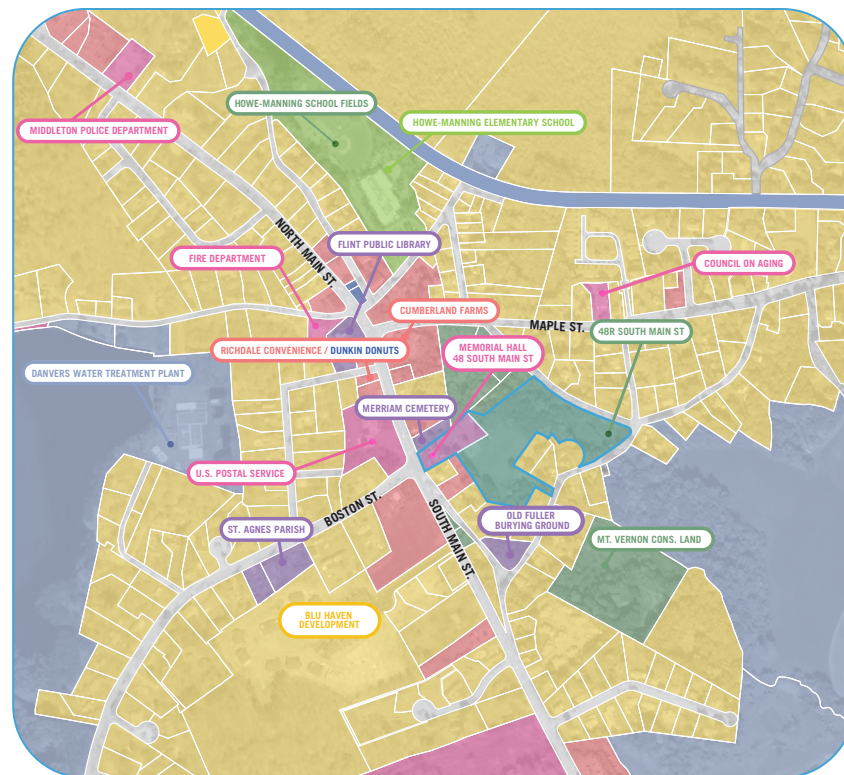 HOWE-MANNING SCHOOL FIELDS
HOWE-MANNING ELEMENTARY SCHOOL
MIDDLETON POLICE DEPARTMENT
NORTH MAIN ST.
FLINT PUBLIC LIBRARY
FIRE DEPARTMENT
COUNCIL ON AGING
CUMBERLAND FARMS
MAPLE ST.
48R SOUTH MAIN ST
RICHDALE CONVENIENCE / DUNKIN DONUTS
MEMORIAL HALL
48 SOUTH MAIN ST
DANVERS WATER TREATMENT PLANT
MERRIAM CEMETERY
U.S. POSTAL SERVICE
BOSTON ST.
SOUTH MAIN ST.
ST. AGNES PARISH
OLD FULLER
BURYING GROUND
MT. VERNON CONS. LAND
BLU HAVEN
DEVELOPMENT